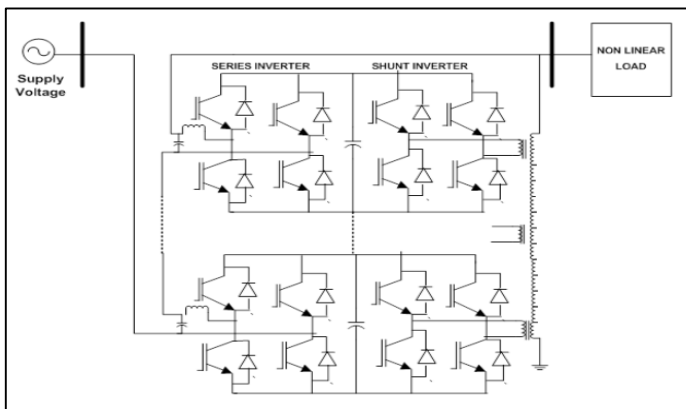 SERIES INVERTER
SHUNT INVERTER
NON LINEAR
LOAD
Supply
Voltage